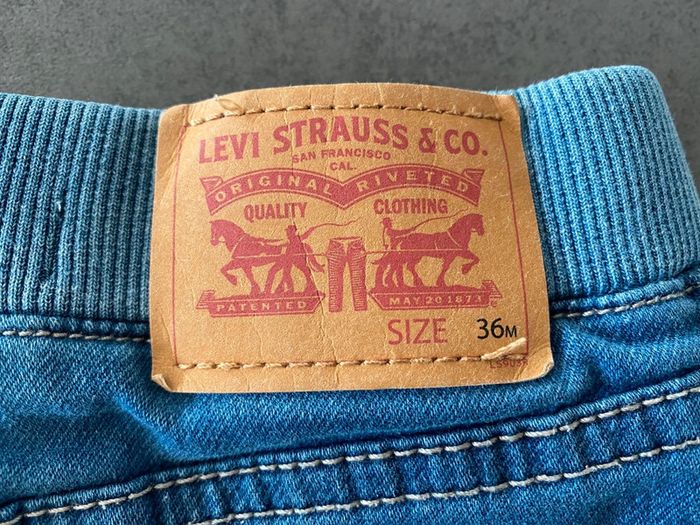 LEVI STRAUSS & CO.
SAN FRANCISCO
CAL.
ORIGINAL RIVETED
QUALITY CLOTHING
PATENTED MAY 20 1873
SIZE 36M